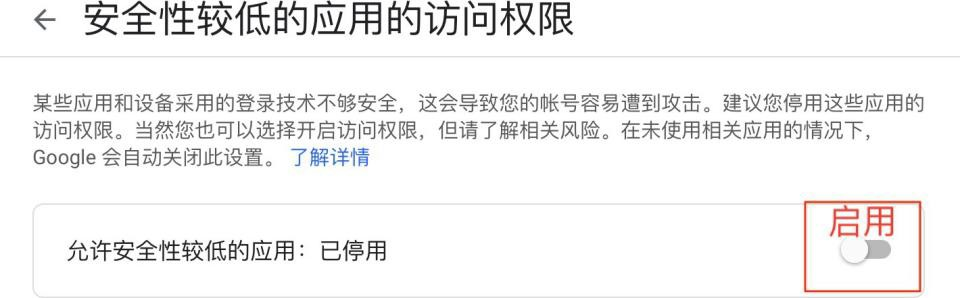 安全性较低的应用的访问权限
某些应用和设备采用的登录技术不够安全，这会导致您的帐号容易遭到攻击。建议您停用这些应用的
访问权限。当然您也可以选择开启访问权限，但请了解相关风险。在未使用相关应用的情况下，
Google 会自动关闭此设置。 了解详情
启用
允许安全性较低的应用：已停用